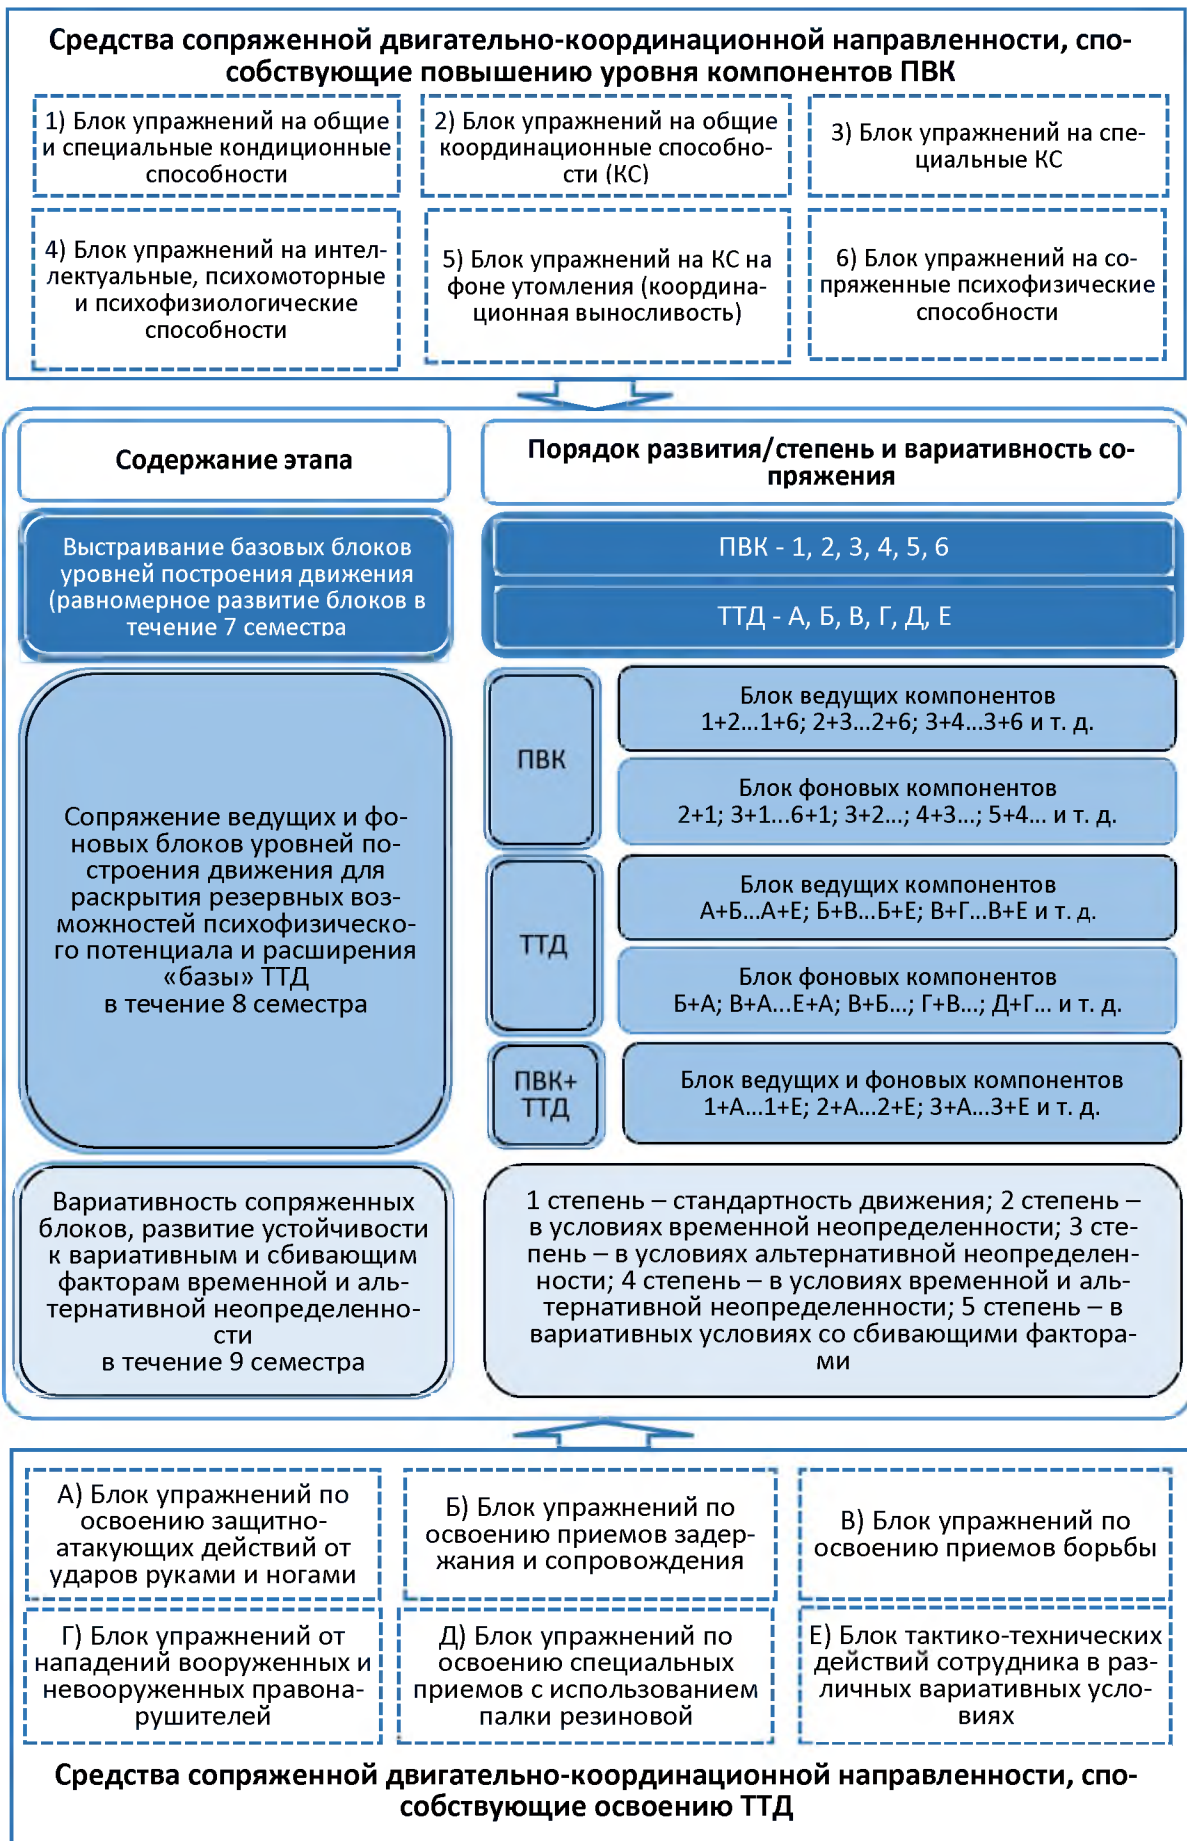 Средства сопряженной двигательно-координационной направленности, спо-
собствующие повышению уровня компонентов ПВК
1) Блок упражнений на общие
и специальные кондиционные
способности
2) Блок упражнений на общие
координационные способно-
сти (КС)
3) Блок упражнений на спе-
циальные КС
4) Блок упражнений на интел-
лектуальные, психомоторные
и психофизиологические
способности
5) Блок упражнений на КС на
фоне утомления (координа-
ционная выносливость)
6) Блок упражнений на со-
пряженные психофизические
способности
Содержание этапа
Порядок развития/степень и вариативность со-
пряжения
Выстраивание базовых блоков
уровней построения движения
(равномерное развитие блоков в
течение 7 семестра
ПВК - 1, 2, 3, 4, 5, 6
ТТД - А, Б, В, Г, Д, Е
Сопряжение ведущих и фо-
новых блоков уровней по-
строения движения для
раскрытия резервных воз-
можностей психофизическо-
го потенциала и расширения
«базы» ТТД
в течение 8 семестра
ПВК
Блок ведущих компонентов
1+2...1+6; 2+3...2+6; 3+4...3+6 и т. д.
Блок фоновых компонентов
2+1; 3+1...6+1; 3+2...; 4+3...; 5+4... и т. д.
ТТД
Блок ведущих компонентов
А+Б...А+Е; Б+В...Б+Е; В+Г...В+Е и т. д.
Блок фоновых компонентов
Б+А; В+А...Е+А; В+Б...; Г+В...; Д+Г... и т. д.
ПВК+
ТТД
Блок ведущих и фоновых компонентов
1+А...1+Е; 2+А...2+Е; 3+А...3+Е и т. д.
Вариативность сопряженных
блоков, развитие устойчивости
к вариативным и сбивающим
факторам временной и аль-
тернативной неопределенно-
сти
в течение 9 семестра
1 степень – стандартность движения; 2 степень –
в условиях временной неопределенности; 3 сте-
пень – в условиях альтернативной неопределен-
ности; 4 степень – в условиях временной и аль-
тернативной неопределенности; 5 степень – в
вариативных условиях со сбивающими фактора-
ми
А) Блок упражнений по
освоению защитно-
атакующих действий от
ударов руками и ногами
Б) Блок упражнений по
освоению приемов задер-
жания и сопровождения
В) Блок упражнений по
освоению приемов борьбы
Г) Блок упражнений от
нападений вооруженных и
невооруженных правона-
рушителей
Д) Блок упражнений по
освоению специальных
приемов с использованием
палки резиновой
Е) Блок тактико-технических
действий сотрудника в раз-
личных вариативных усло-
виях
Средства сопряженной двигательно-координационной направленности, спо-
собствующие освоению ТТД